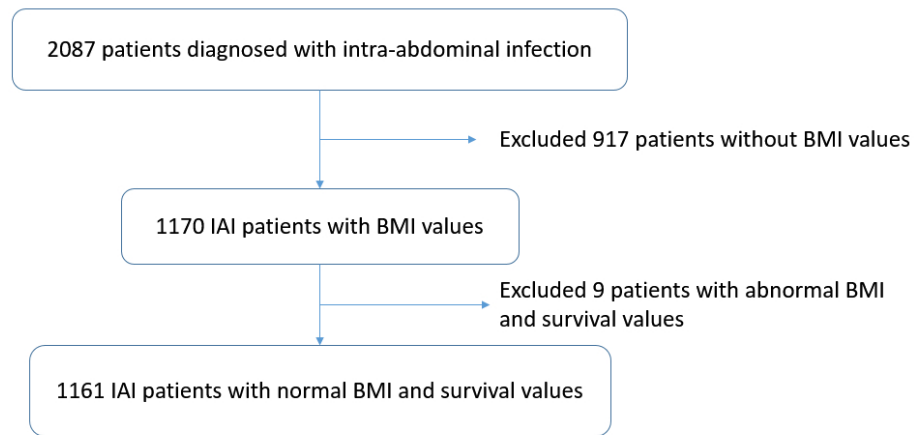 2087 patients diagnosed with intra-abdominal infection
Excluded 917 patients without BMI values
1170 IAI patients with BMI values
Excluded 9 patients with abnormal BMI
and survival values
1161 IAI patients with normal BMI and survival values